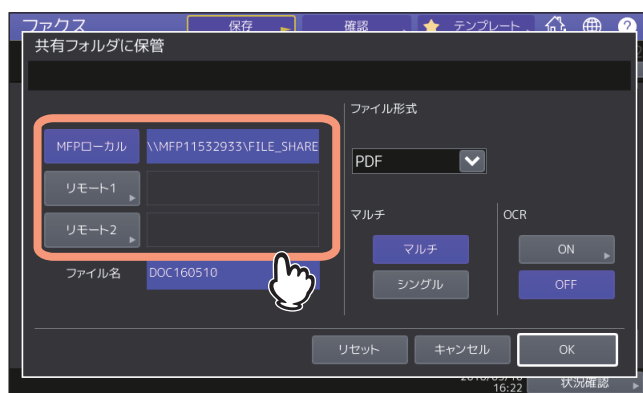 ファクス
保存
確認
テンプレート
共有フォルダに保管
ファイル形式
MFPローカル
\\MFP11532933\FILE_SHARE
PDF
リモート1
マルチ
OCR
リモート2
マルチ
ON
ファイル名
DOC160510
シングル
OFF
リセット
キャンセル
OK
16:22
状況確認